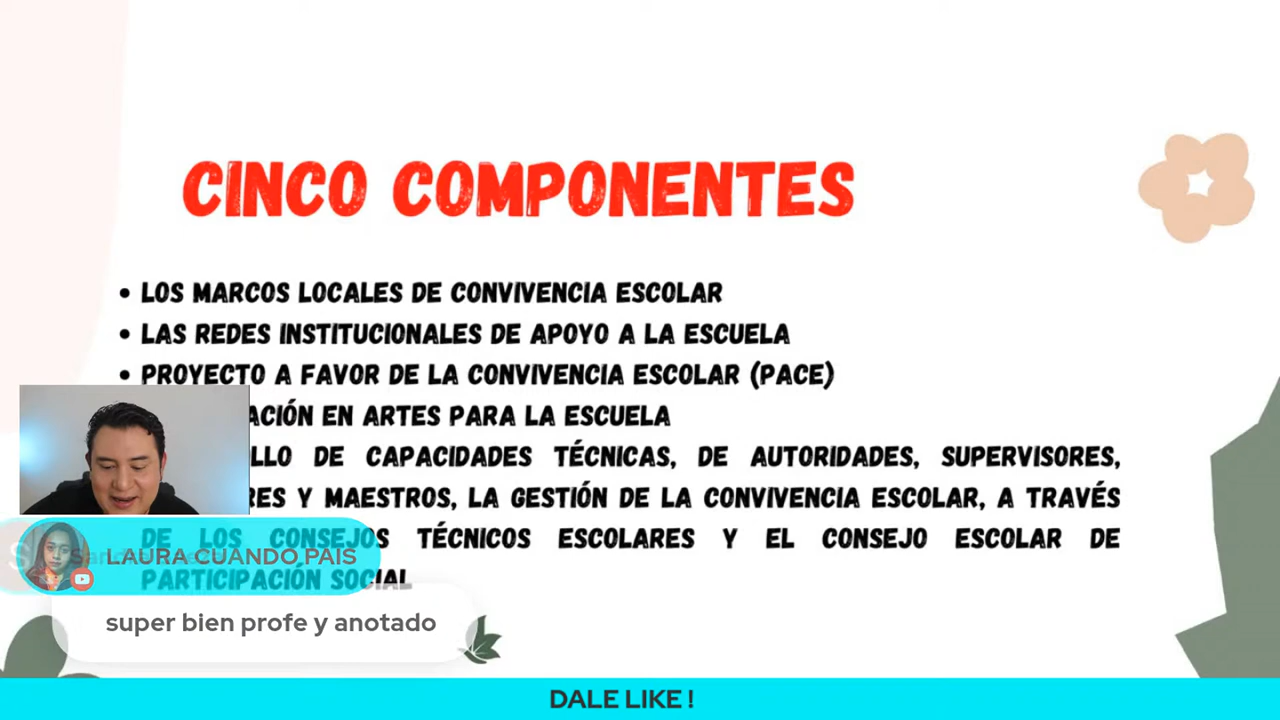 CINCO COMPONENTES
• LOS MARCOS LOCALES DE CONVIVENCIA ESCOLAR
• LAS REDES INSTITUCIONALES DE APOYO A LA ESCUELA
• PROYECTO A FAVOR DE LA CONVIVENCIA ESCOLAR (PACE)
ACIÓN EN ARTES PARA LA ESCUELA
LLO DE CAPACIDADES TÉCNICAS, DE AUTORIDADES, SUPERVISORES,
RES Y MAESTROS, LA GESTIÓN DE LA CONVIVENCIA ESCOLAR, A TRAVÉS
DE LOS CONSEJOS TÉCNICOS ESCOLARES Y EL CONSEJO ESCOLAR DE
PARTICIPACIÓN SOCIAL
LAURA CUANDO PAIS
super bien profe y anotado
DALE LIKE !